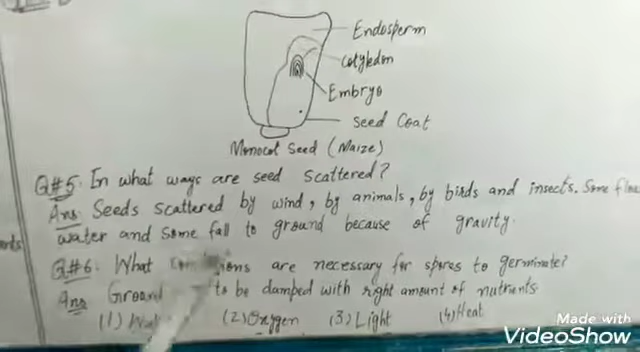 Endosperm
Cotyledon
Embryo
Seed Coat
Monocot Seed (Maize)
Q#5. In what ways are seed scattered?
Ans: Seeds scattered by wind, by animals, by birds and insects. Some
water and some fall to ground because of gravity.
Q#6. What are necessary for spores to germinate?
Ans Ground to be damped with right amount of nutrients
(1) (2) Oxygen (3) Light (4) Heat
Made with
VideoShow